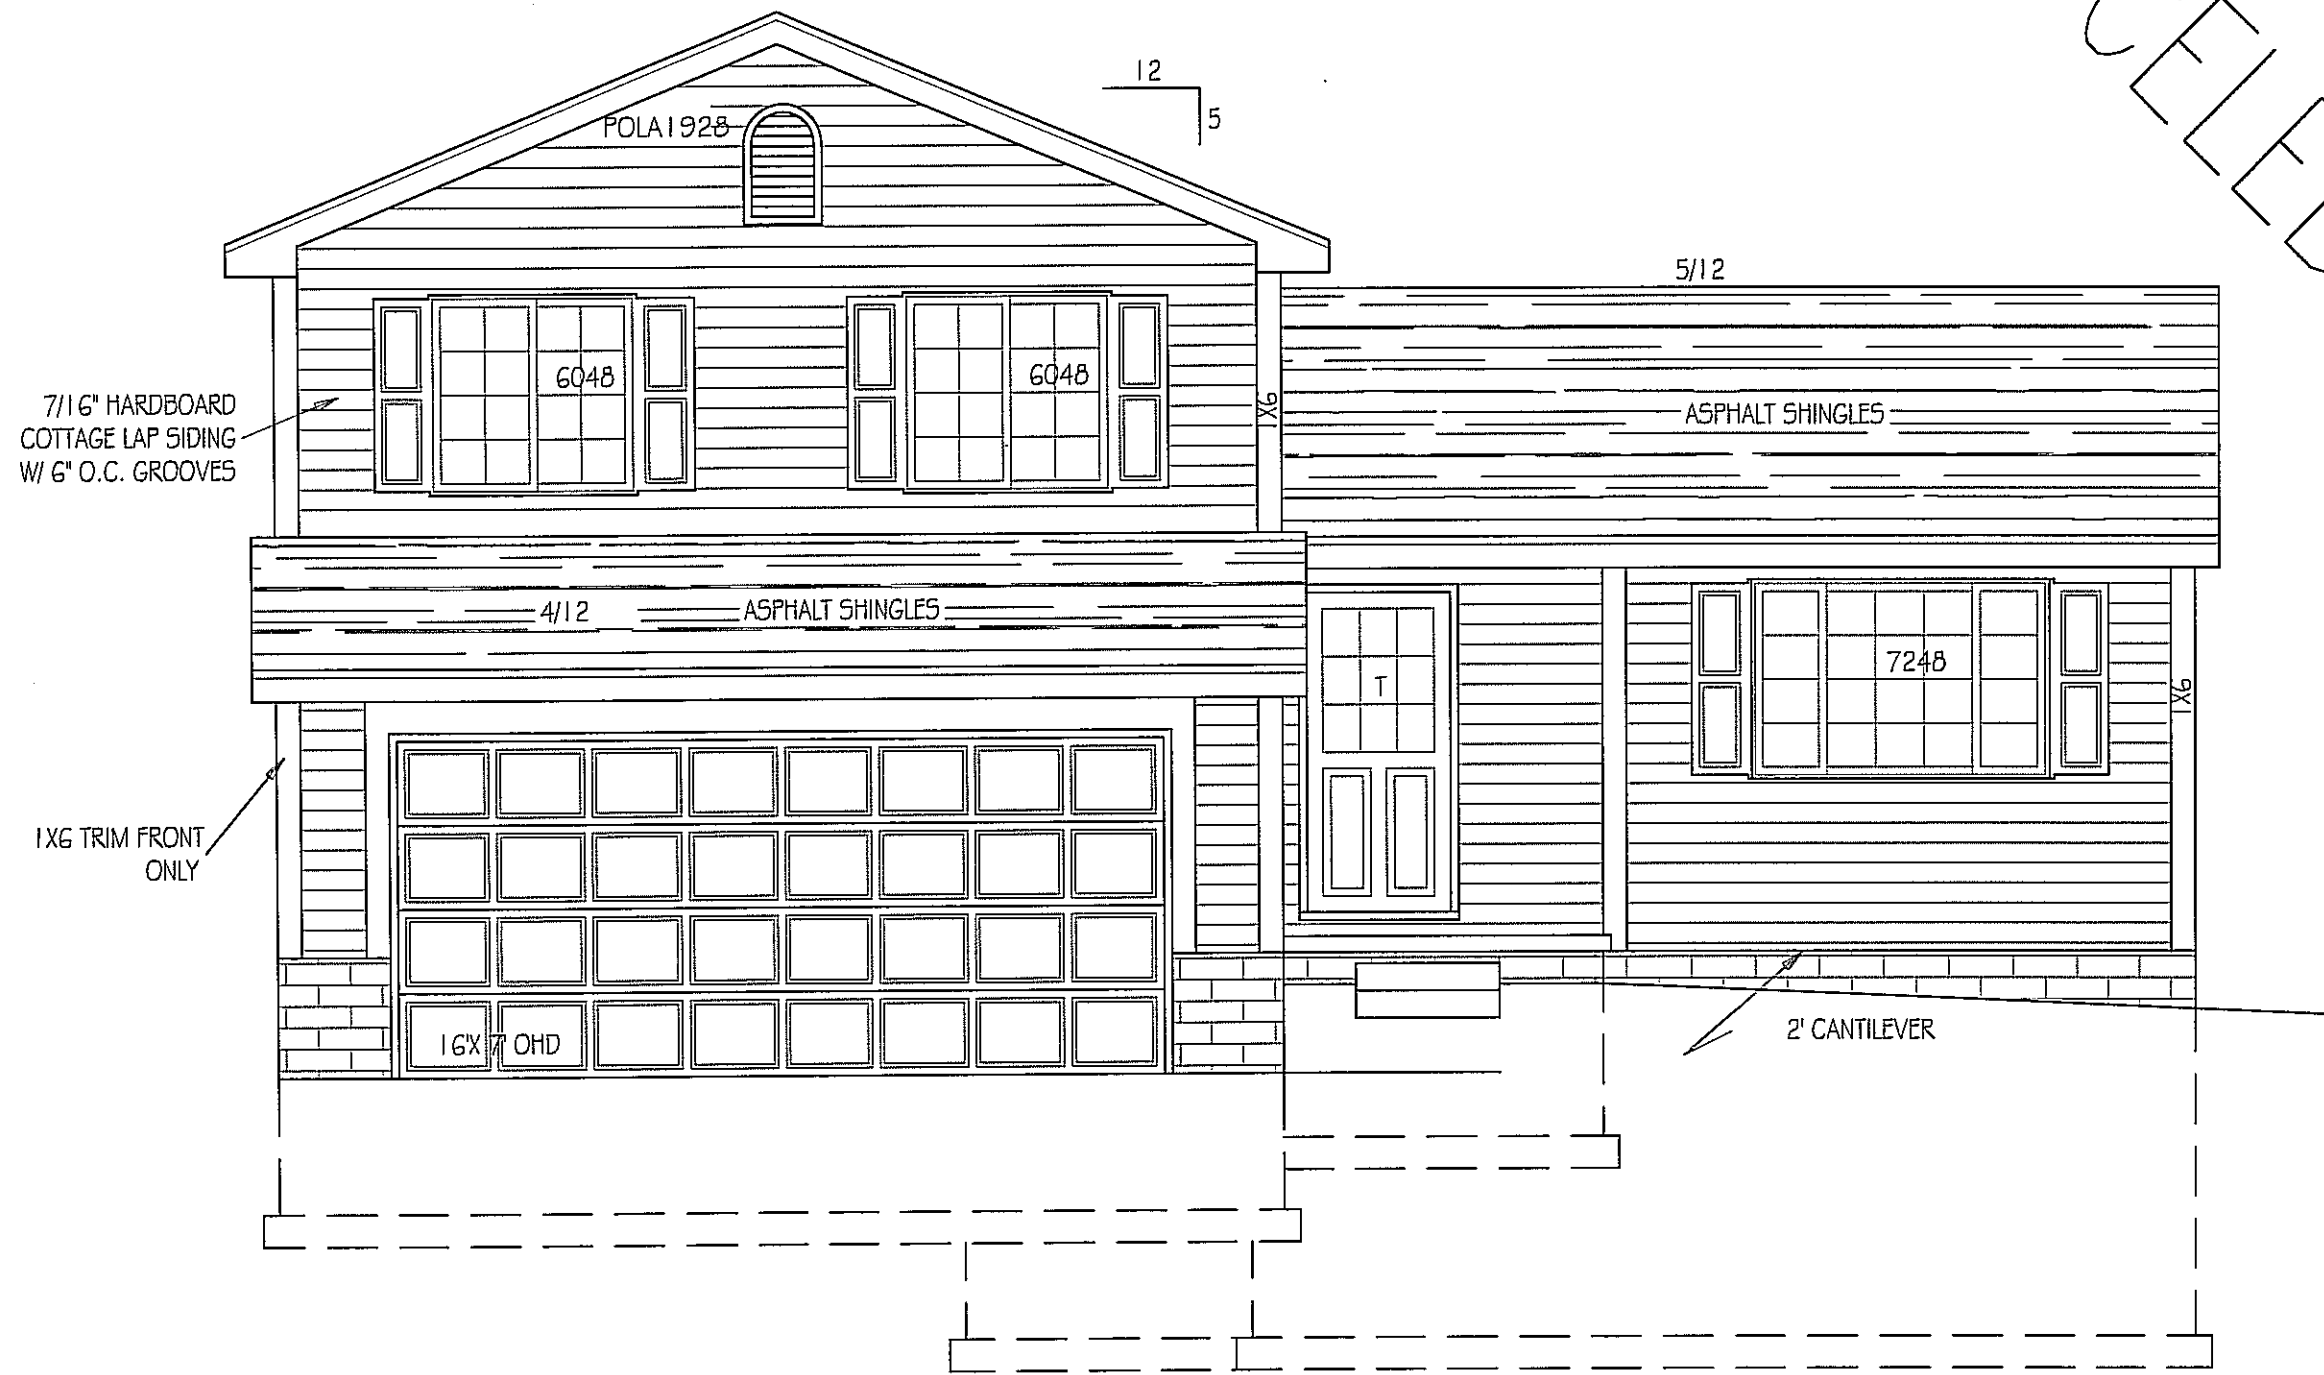 12
5
POLA1928
5/12
6048
6048
7/16" HARDBOARD
COTTAGE LAP SIDING
W/ 6" O.C. GROOVES
1X6
ASPHALT SHINGLES
4/12
ASPHALT SHINGLES
T
7248
1X6
1X6 TRIM FRONT
ONLY
16'X 7' OHD
2' CANTILEVER